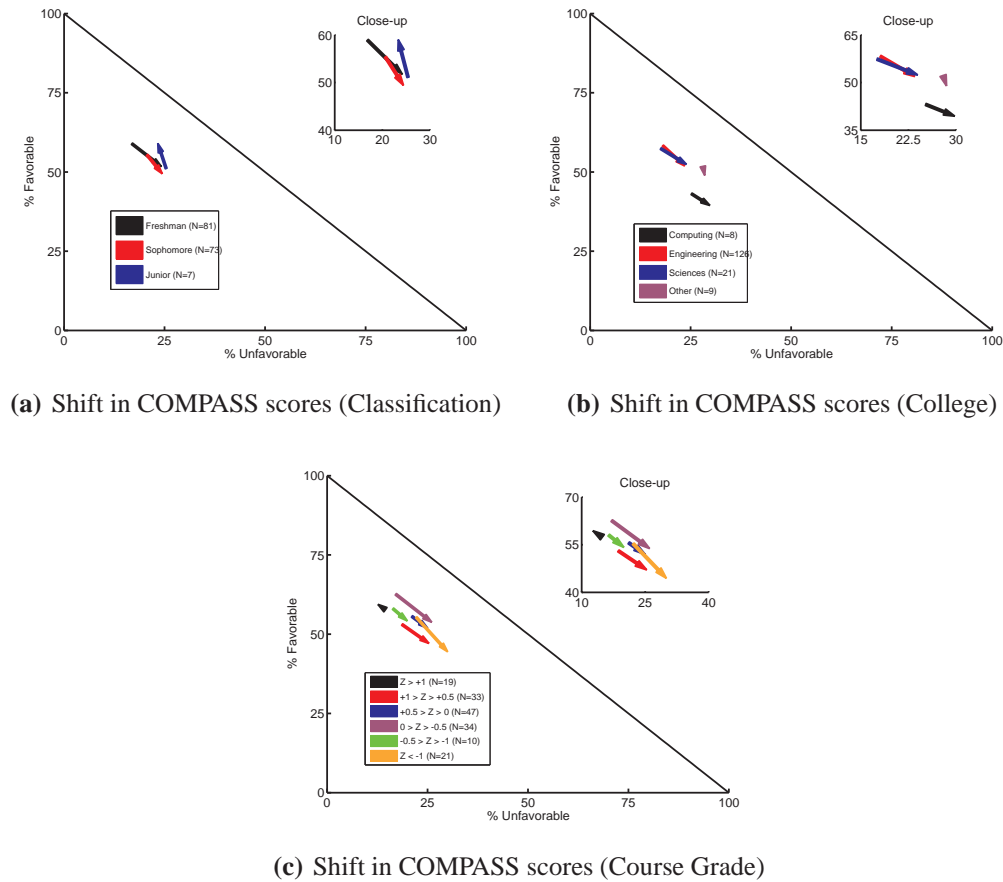 100
75
50
25
0
0
25
50
75
100
% Favorable
% Unfavorable
Close-up
60
50
40
10
20
30
Freshman (N=81)
Sophomore (N=73)
Junior (N=7)
(a) Shift in COMPASS scores (Classification)
100
75
50
25
0
0
25
50
75
100
% Favorable
% Unfavorable
Close-up
65
50
35
15
22.5
30
Computing (N=8)
Engineering (N=126)
Sciences (N=21)
Other (N=9)
(b) Shift in COMPASS scores (College)
100
75
50
25
0
0
25
50
75
100
% Favorable
% Unfavorable
Close-up
70
55
40
10
25
40
Z > +1 (N=19)
+1 > Z > +0.5 (N=33)
+0.5 > Z > 0 (N=47)
0 > Z > -0.5 (N=34)
-0.5 > Z > -1 (N=10)
Z < -1 (N=21)
(c) Shift in COMPASS scores (Course Grade)